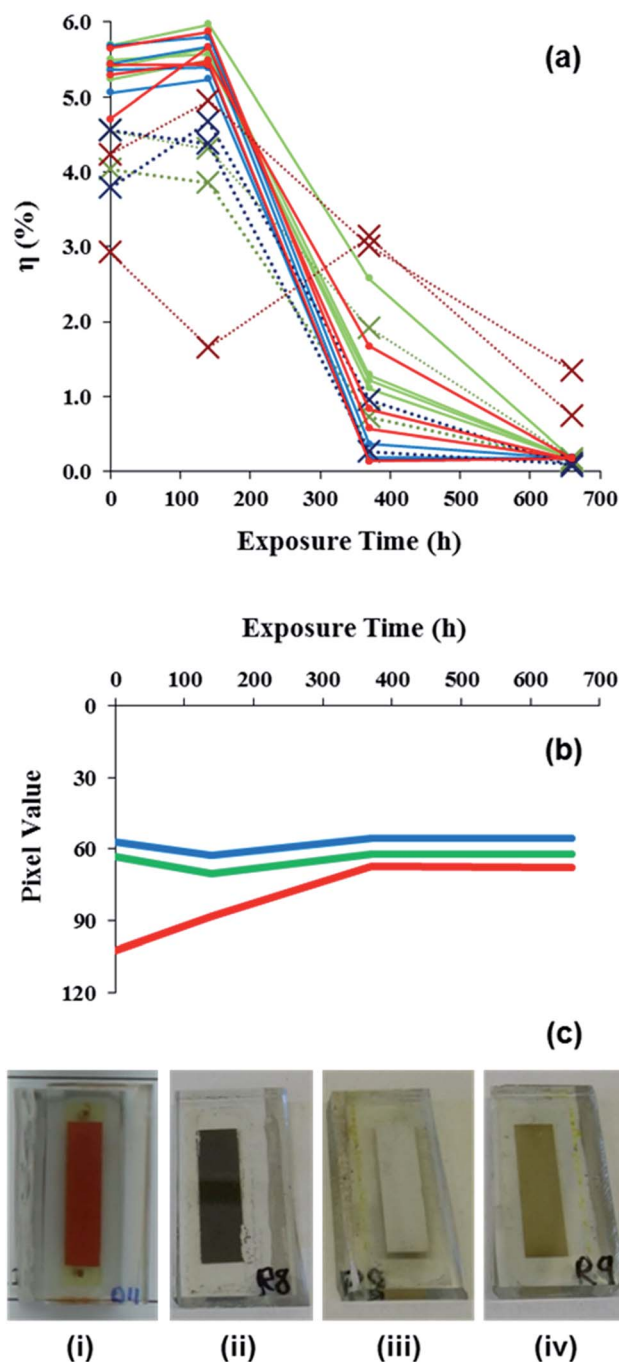 (a)
6.0
5.0
4.0
3.0
2.0
1.0
0.0
η (%)
0 100 200 300 400 500 600 700
Exposure Time (h)
Exposure Time (h)
0 100 200 300 400 500 600 700
0
30
60
90
120
Pixel Value
(b)
(c)
R8
R9
(i) (ii) (iii) (iv)